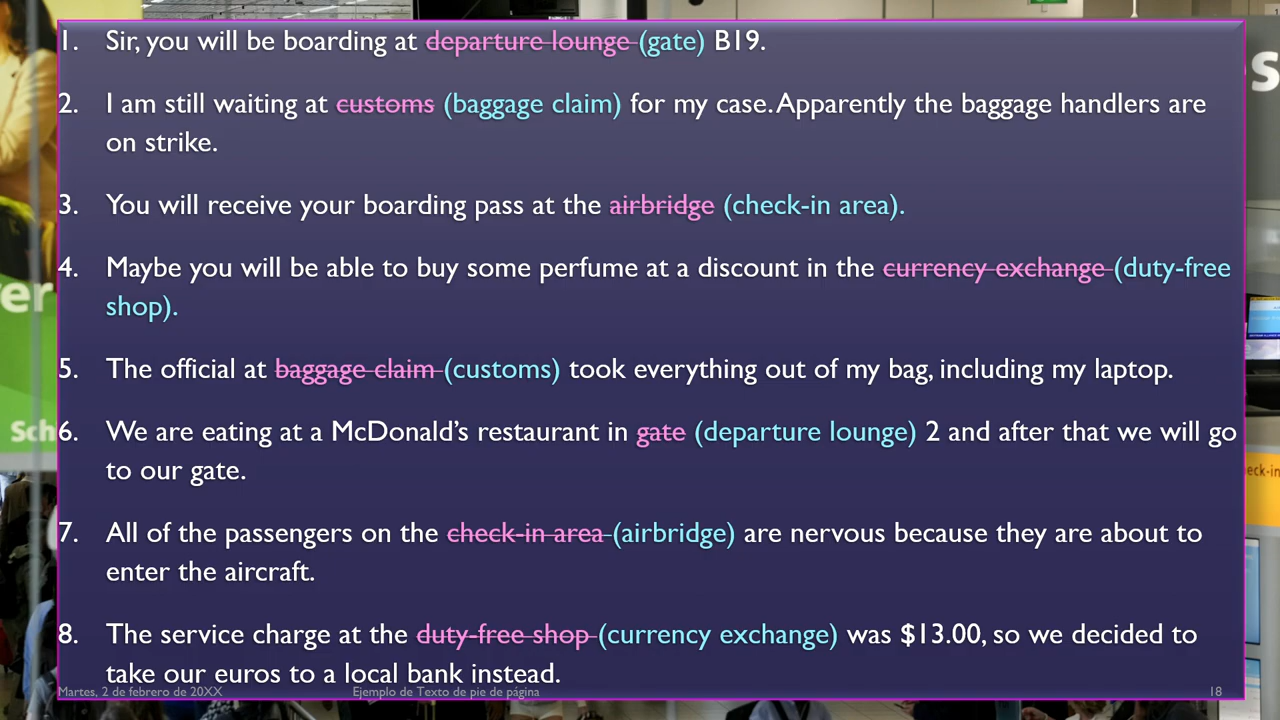 1. Sir, you will be boarding at departure lounge (gate) B19.
2. I am still waiting at customs (baggage claim) for my case. Apparently the baggage handlers are
on strike.
3. You will receive your boarding pass at the airbridge (check-in area).
4. Maybe you will be able to buy some perfume at a discount in the currency exchange (duty-free
shop).
5. The official at baggage claim (customs) took everything out of my bag, including my laptop.
6. We are eating at a McDonald’s restaurant in gate (departure lounge) 2 and after that we will go
to our gate.
7. All of the passengers on the check-in area (airbridge) are nervous because they are about to
enter the aircraft.
8. The service charge at the duty-free shop (currency exchange) was $13.00, so we decided to
take our euros to a local bank instead.
Martes, 2 de febrero de 20XX Ejemplo de Texto de pie de página 18